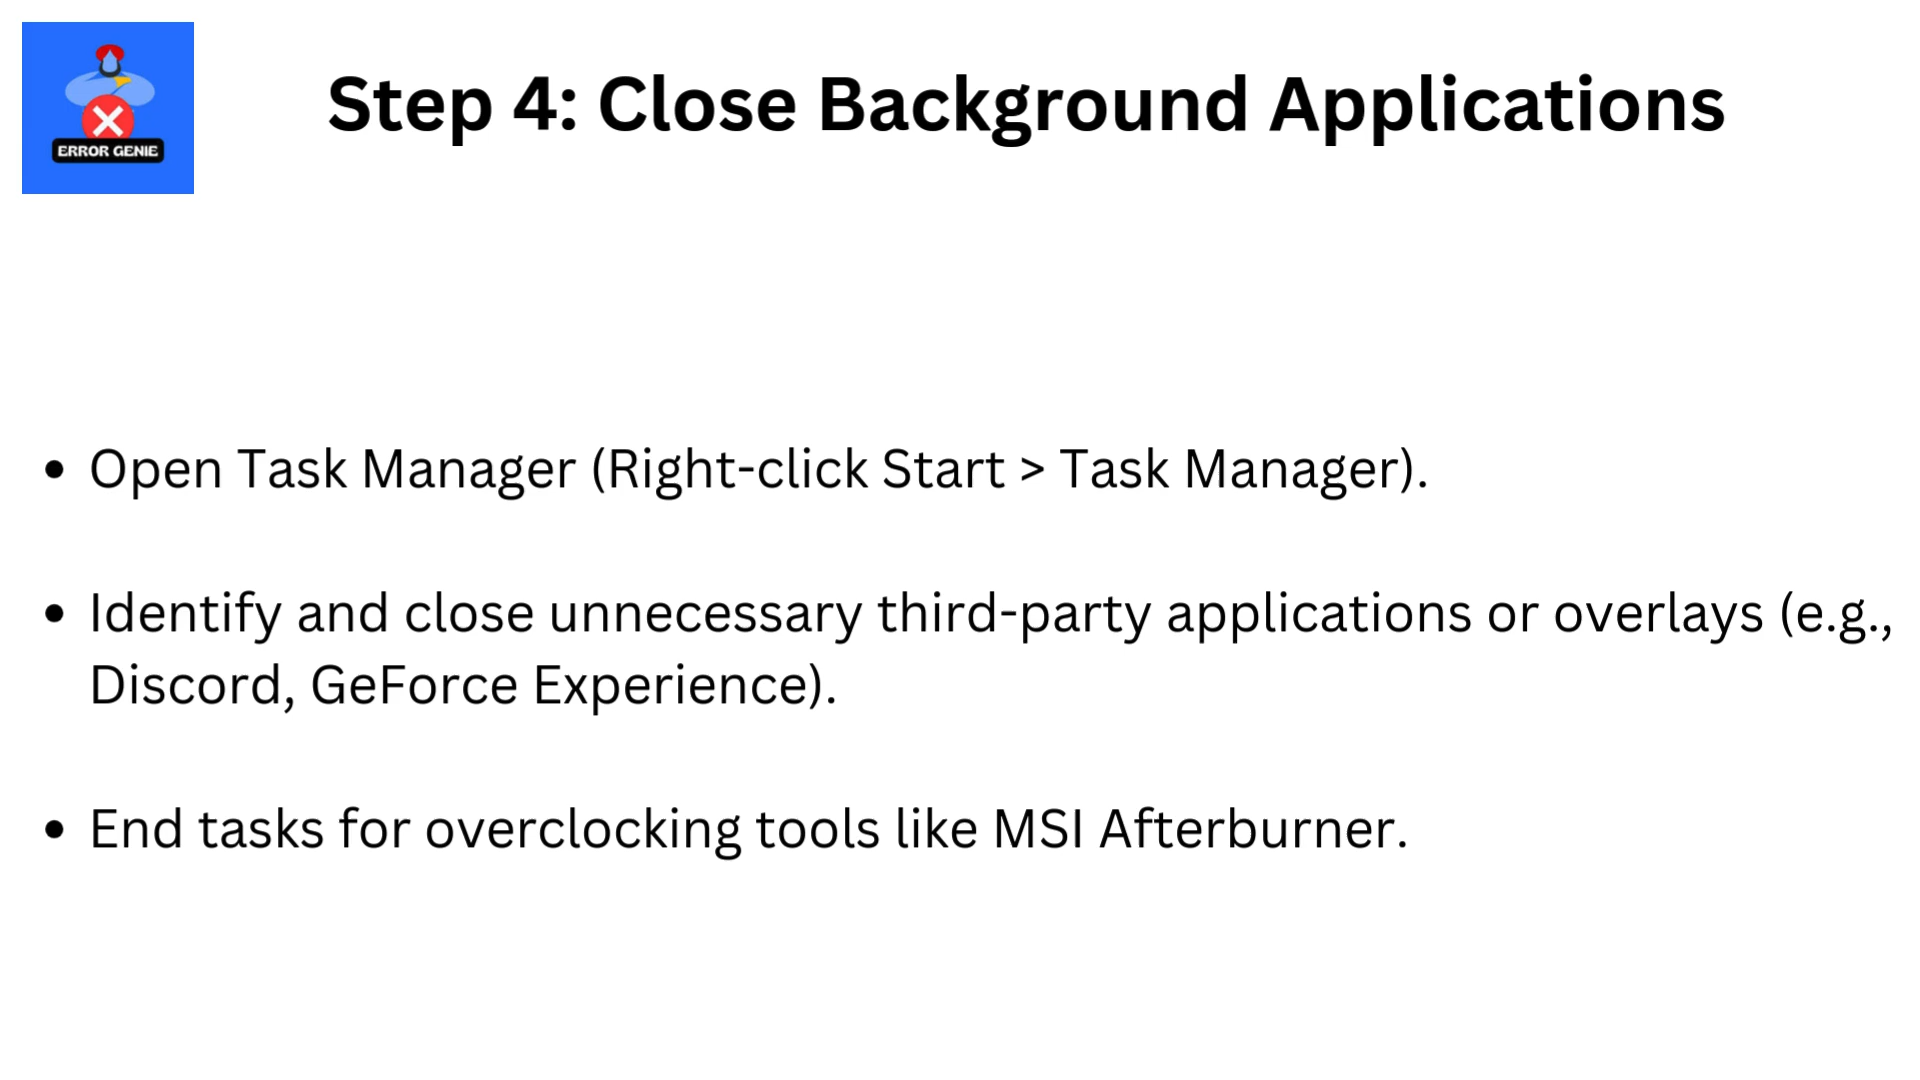 ERROR GENIE
Step 4: Close Background Applications
• Open Task Manager (Right-click Start > Task Manager).
• Identify and close unnecessary third-party applications or overlays (e.g.,
Discord, GeForce Experience).
• End tasks for overclocking tools like MSI Afterburner.